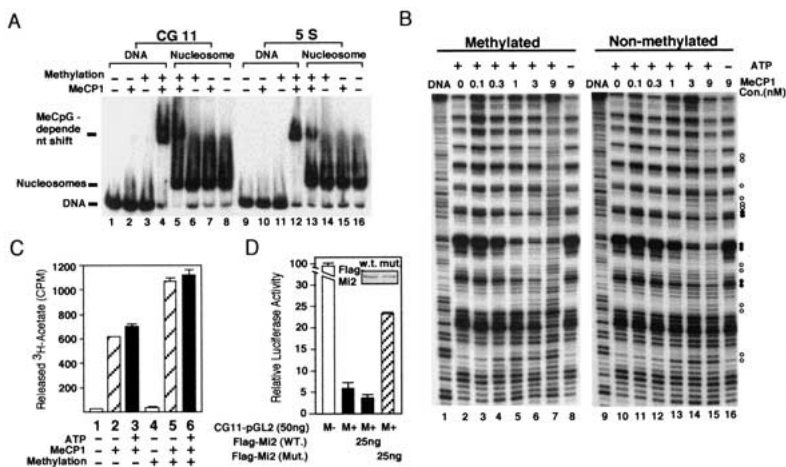 A
CG 11
5 S
DNA
Nucleosome
DNA
Nucleosome
Methylation - - + + + + - - - - + + + + - -
MeCP1
MeCpG -
depende
nt shift
Nucleosomes
DNA
1 2 3 4 5 6 7 8 9 10 11 12 13 14 15 16
B
Methylated
Non-methylated
+ + + + + + -
+ + + + + + -
ATP
DNA 0 0.1 0.3 1 3 9 9
DNA 0 0.1 0.3 1 3 9 9
MeCP1
Con.(nM)
1 2 3 4 5 6 7 8
9 10 11 12 13 14 15 16
C
Released ³H-Acetate (CPM)
1200
1000
800
600
400
200
1 2 3 4 5 6
ATP - - + - - +
MeCP1 - + + - + +
Methylation - - - + + +
D
Relative Luciferase Activity
100
80
30
25
20
15
10
5
0
Flag
Mi2
w.t. mut.
CG11-pGL2 (50ng) M- M+ M+ M+
Flag-Mi2 (WT.) 25ng
Flag-Mi2 (Mut.) 25ng